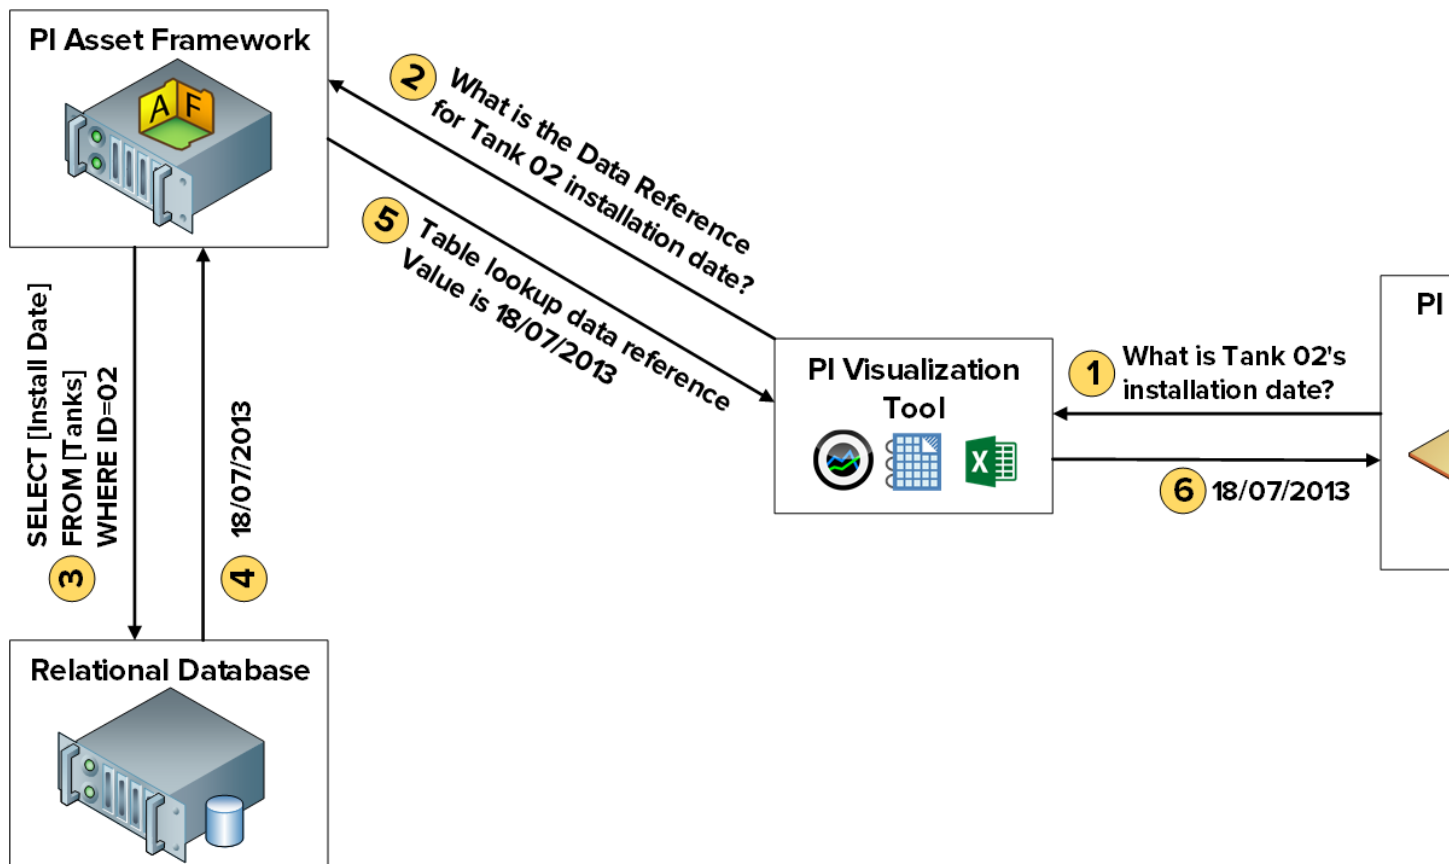 PI Asset Framework
A F
2
What is the Data Reference
for Tank 02 installation date?
5
Table lookup data reference
Value is 18/07/2013
SELECT [Install Date]
FROM [Tanks]
WHERE ID=02
3
18/07/2013
4
PI Visualization
Tool
X
1
What is Tank 02's
installation date?
6
18/07/2013
PI
Relational Database